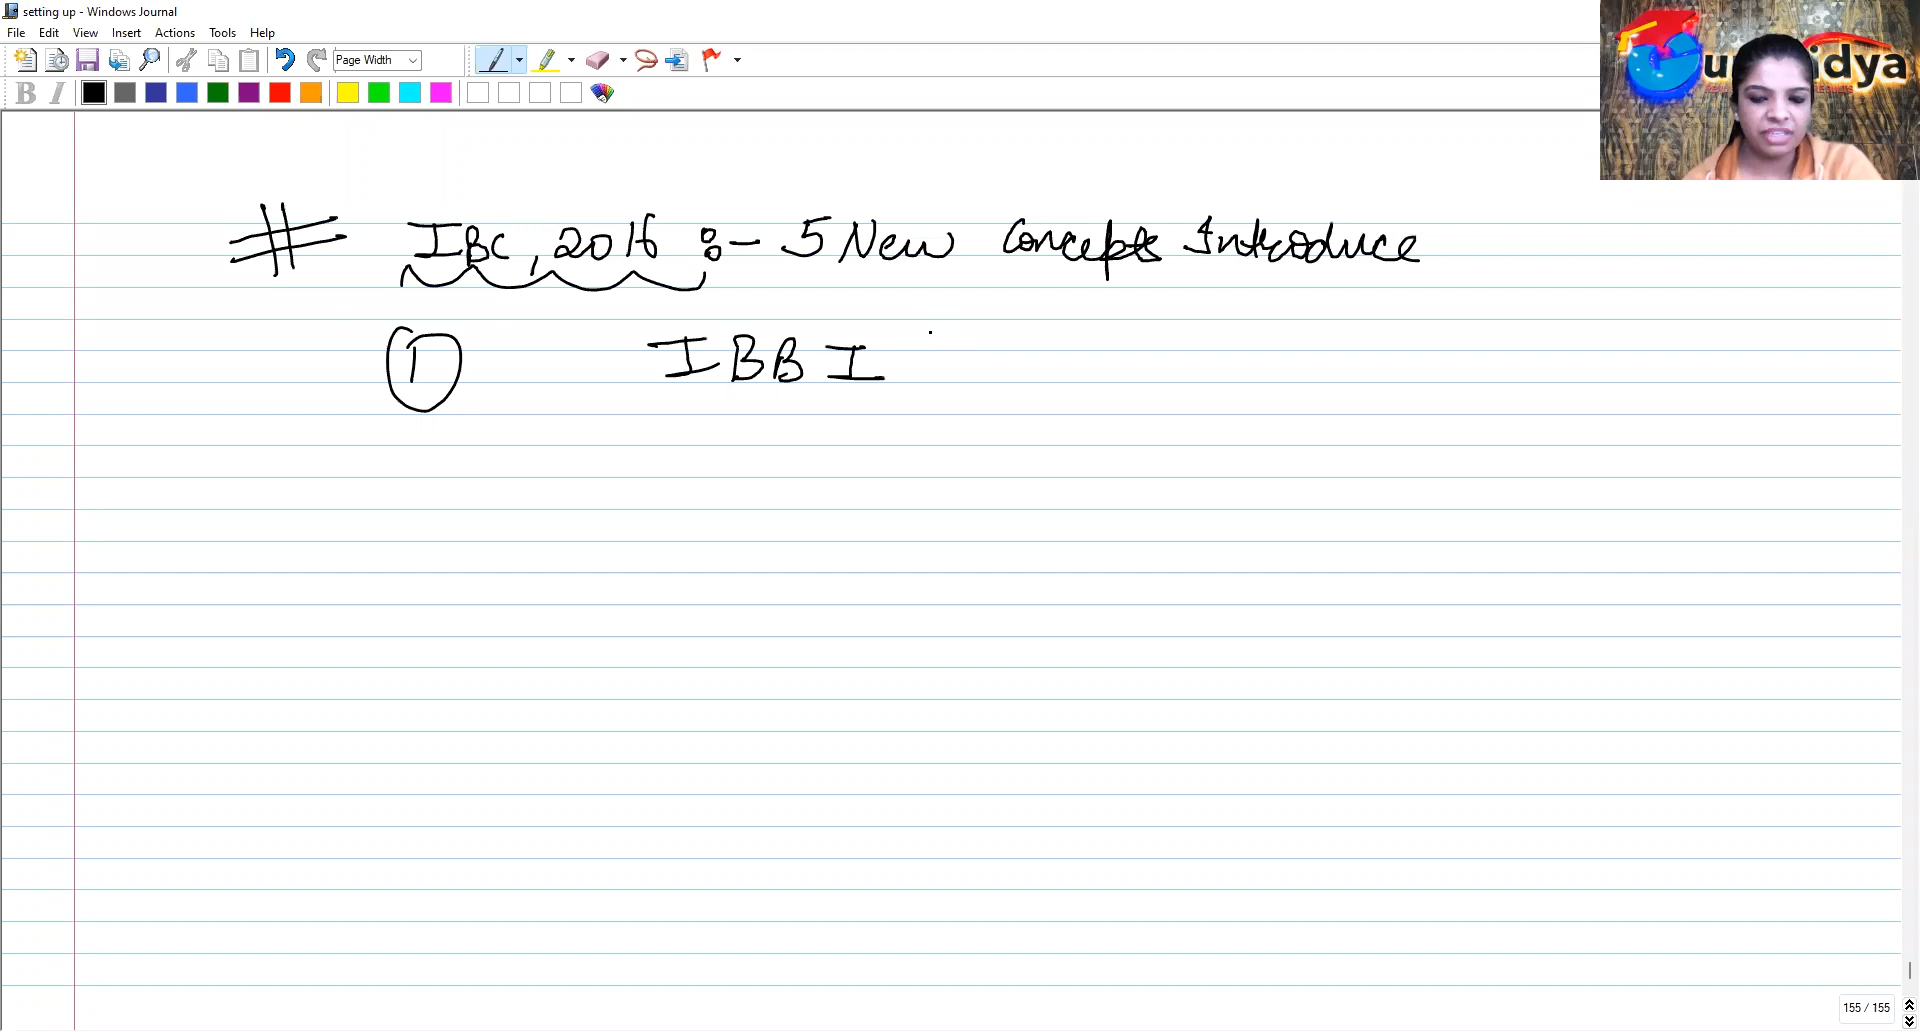 setting up - Windows Journal
File Edit View Insert Actions Tools Help
Page Width
B I
# IBC, 2016 :- 5 New Concepts Introduce
1 IBBI
155 / 155